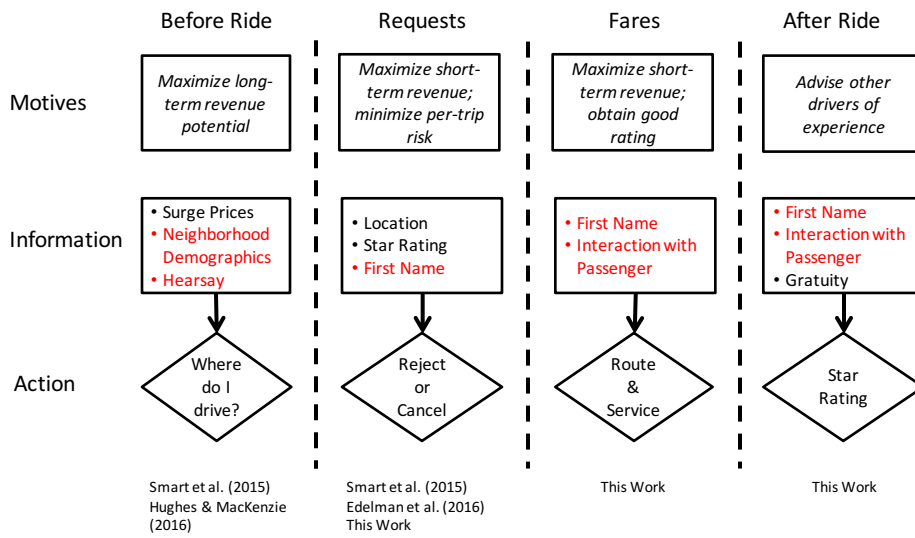 Before Ride
Requests
Fares
After Ride
Motives
Maximize long-
term revenue
potential
Maximize short-
term revenue;
minimize per-trip
risk
Maximize short-
term revenue;
obtain good
rating
Advise other
drivers of
experience
Information
• Surge Prices
• Neighborhood
Demographics
• Hearsay
• Location
• Star Rating
• First Name
• First Name
• Interaction with
Passenger
• First Name
• Interaction with
Passenger
• Gratuity
Action
Where
do I
drive?
Reject
or
Cancel
Route
&
Service
Star
Rating
Smart et al. (2015)
Hughes & MacKenzie
(2016)
Smart et al. (2015)
Edelman et al. (2016)
This Work
This Work
This Work